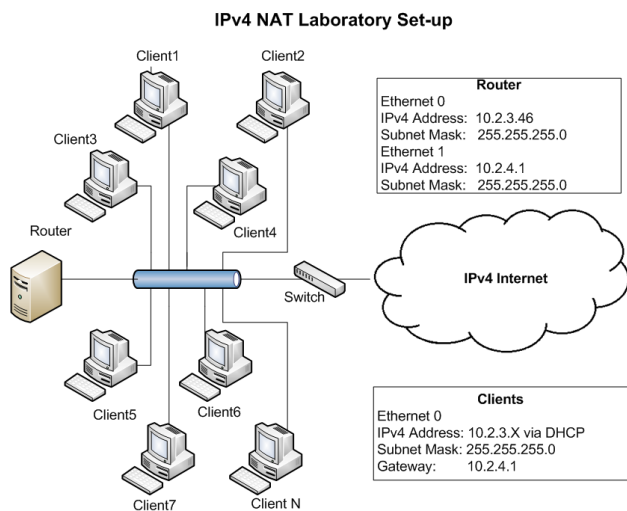 IPv4 NAT Laboratory Set-up
Client1
Client2
Client3
Client4
Router
Switch
IPv4 Internet
Client5
Client6
Client7
Client N
Router
Ethernet 0
IPv4 Address: 10.2.3.46
Subnet Mask: 255.255.255.0
Ethernet 1
IPv4 Address: 10.2.4.1
Subnet Mask: 255.255.255.0
Clients
Ethernet 0
IPv4 Address: 10.2.3.X via DHCP
Subnet Mask: 255.255.255.0
Gateway: 10.2.4.1